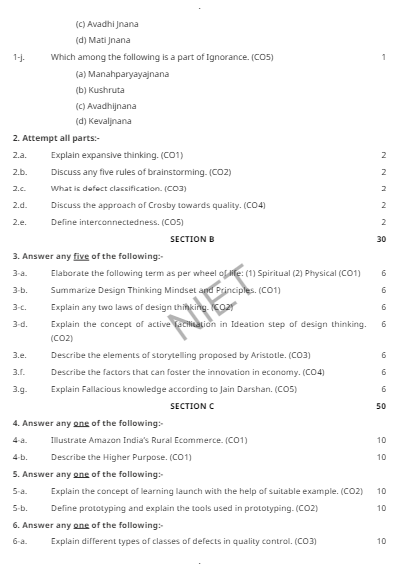 (c) Avadhi Jnana
(d) Mati Jnana
1-j. Which among the following is a part of Ignorance. (CO5) 1
(a) Manahparyayajnana
(b) Kushruta
(c) Avadhijnana
(d) Kevaljnana
2. Attempt all parts:-
2.a. Explain expansive thinking. (CO1) 2
2.b. Discuss any five rules of brainstorming. (CO2) 2
2.c. What is defect classification. (CO3) 2
2.d. Discuss the approach of Crosby towards quality. (CO4) 2
2.e. Define interconnectedness. (CO5) 2
SECTION B 30
3. Answer any five of the following:-
3-a. Elaborate the following term as per wheel of life: (1) Spiritual (2) Physical (CO1) 6
3-b. Summarize Design Thinking Mindset and Principles. (CO1) 6
3-c. Explain any two laws of design thinking. (CO2) 6
3-d. Explain the concept of active facilitation in Ideation step of design thinking. 6
(CO2)
3.e. Describe the elements of storytelling proposed by Aristotle. (CO3) 6
3.f. Describe the factors that can foster the innovation in economy. (CO4) 6
3.g. Explain Fallacious knowledge according to Jain Darshan. (CO5) 6
SECTION C 50
4. Answer any one of the following:-
4-a. Illustrate Amazon India's Rural Ecommerce. (CO1) 10
4-b. Describe the Higher Purpose. (CO1) 10
5. Answer any one of the following:-
5-a. Explain the concept of learning launch with the help of suitable example. (CO2) 10
5-b. Define prototyping and explain the tools used in prototyping. (CO2) 10
6. Answer any one of the following:-
6-a. Explain different types of classes of defects in quality control. (CO3) 10
NIET